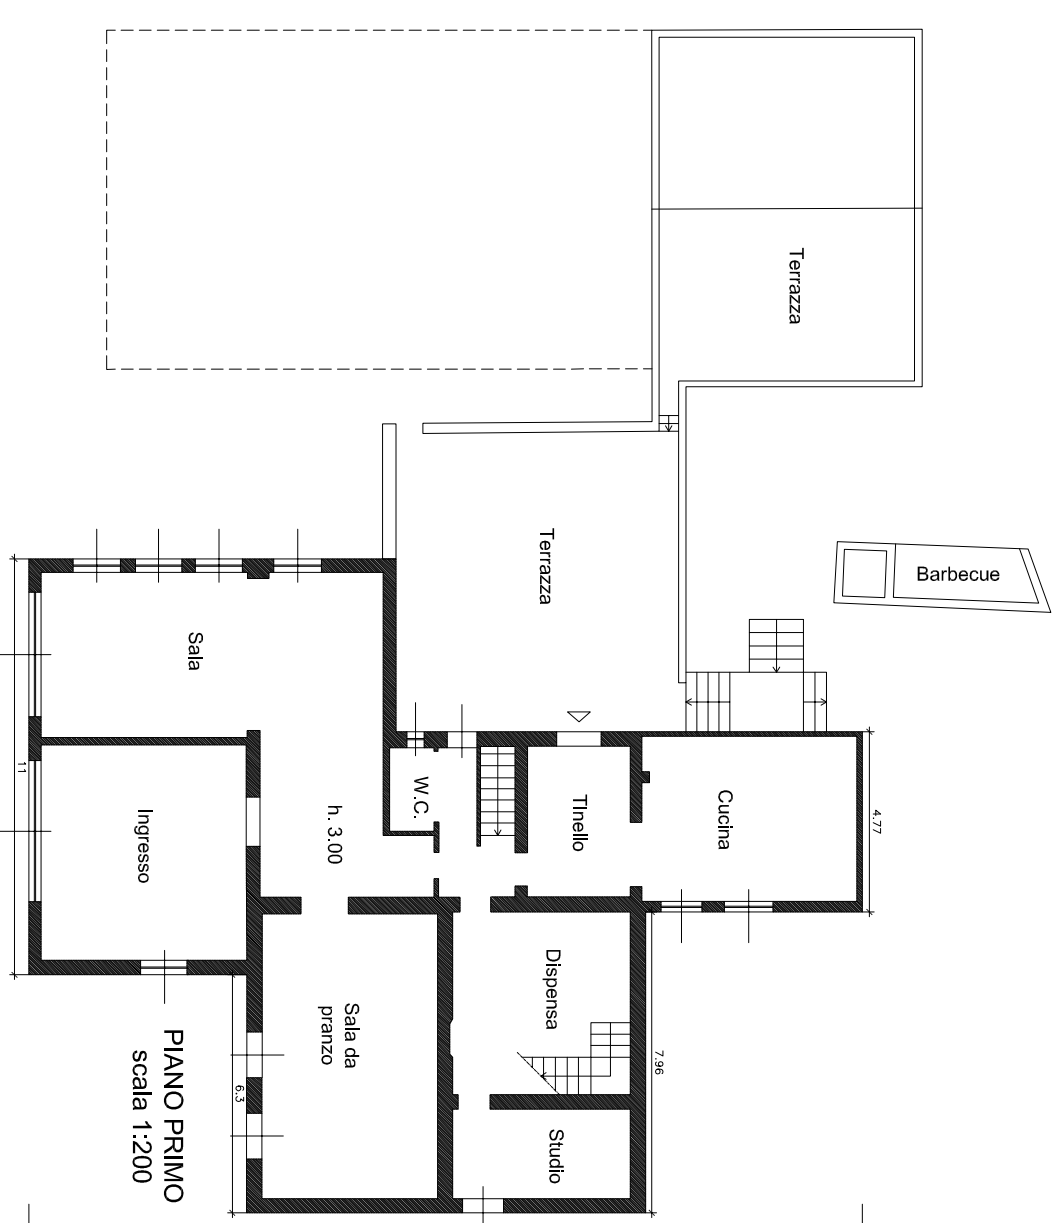 Terrazza
Barbecue
Terrazza
Sala
4.77
Cucina
TInello
W.C.
h. 3.00
Ingresso
11
Dispensa
Sala da
pranzo
7.96
6.3
Studio
PIANO PRIMO
scala 1:200